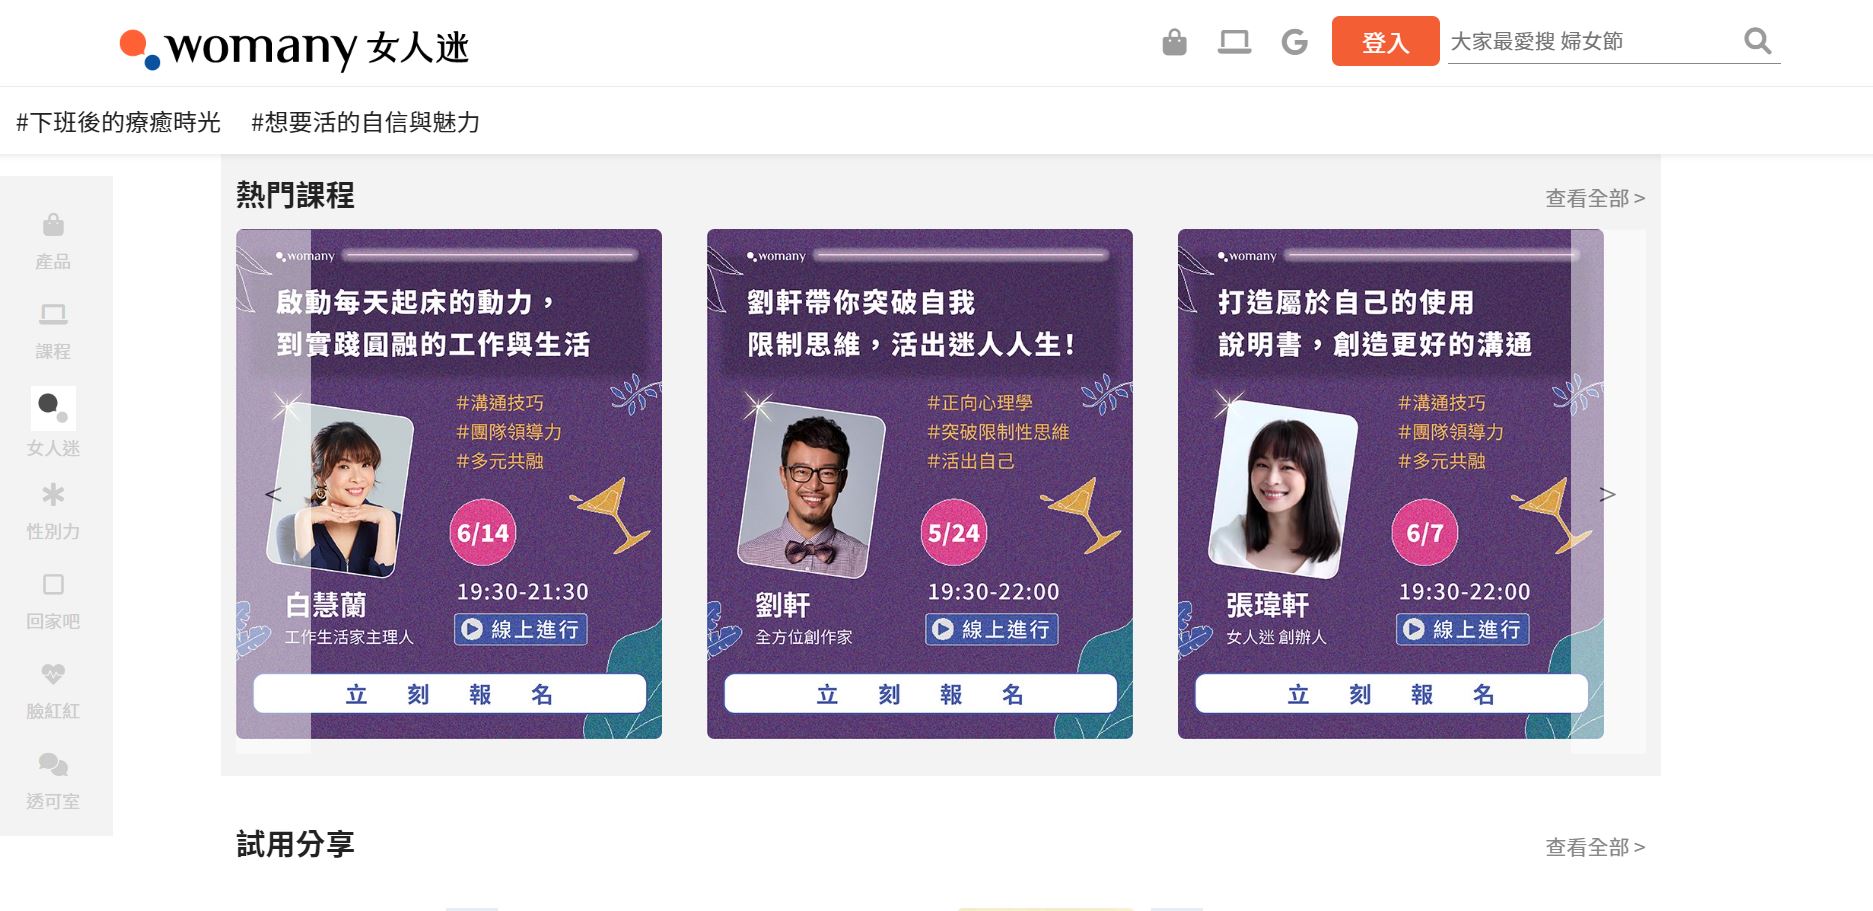 womany 女人迷
登入
大家最愛搜 婦女節
#下班後的療癒時光
#想要活的自信與魅力
產品
課程
女人迷
性別力
回家吧
臉紅紅
透可室
熱門課程
查看全部 >
womany
啟動每天起床的動力，
到實踐圓融的工作與生活
#溝通技巧
#團隊領導力
#多元共融
6/14
19:30-21:30
線上進行
白慧蘭
工作生活家主理人
立刻報名
womany
劉軒帶你突破自我
限制思維，活出迷人人生！
#正向心理學
#突破限制性思維
#活出自己
5/24
19:30-22:00
線上進行
劉軒
全方位創作家
立刻報名
womany
打造屬於自己的使用
說明書，創造更好的溝通
#溝通技巧
#團隊領導力
#多元共融
6/7
19:30-22:00
線上進行
張瑋軒
女人迷 創辦人
立刻報名
<
>
試用分享
查看全部 >